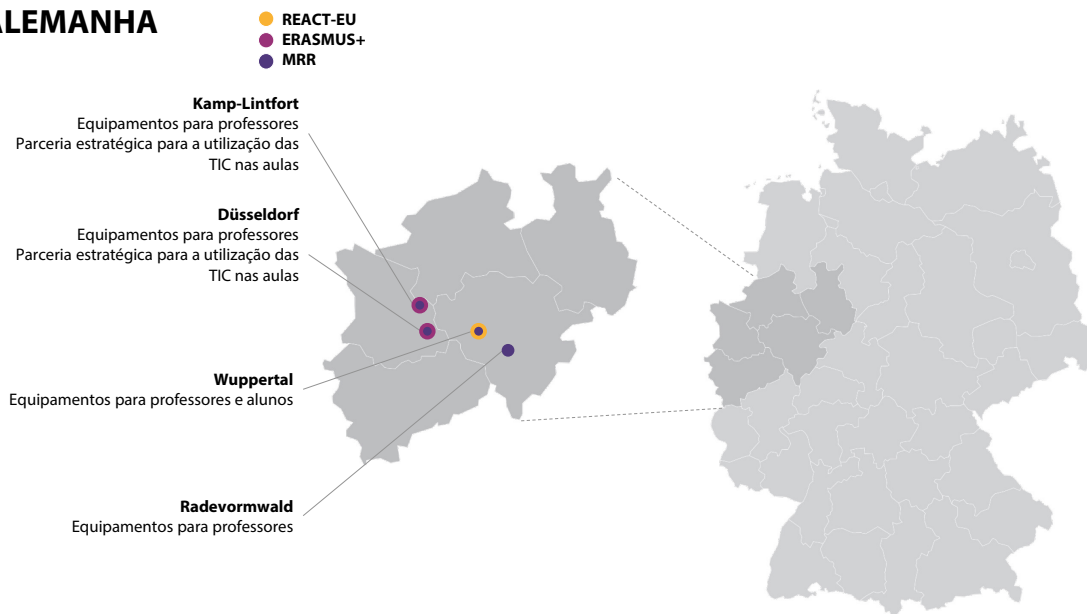 ALEMANHA
REACT-EU
ERASMUS+
MRR
Kamp-Lintfort
Equipamentos para professores
Parceria estratégica para a utilização das
TIC nas aulas
Düsseldorf
Equipamentos para professores
Parceria estratégica para a utilização das
TIC nas aulas
Wuppertal
Equipamentos para professores e alunos
Radevormwald
Equipamentos para professores